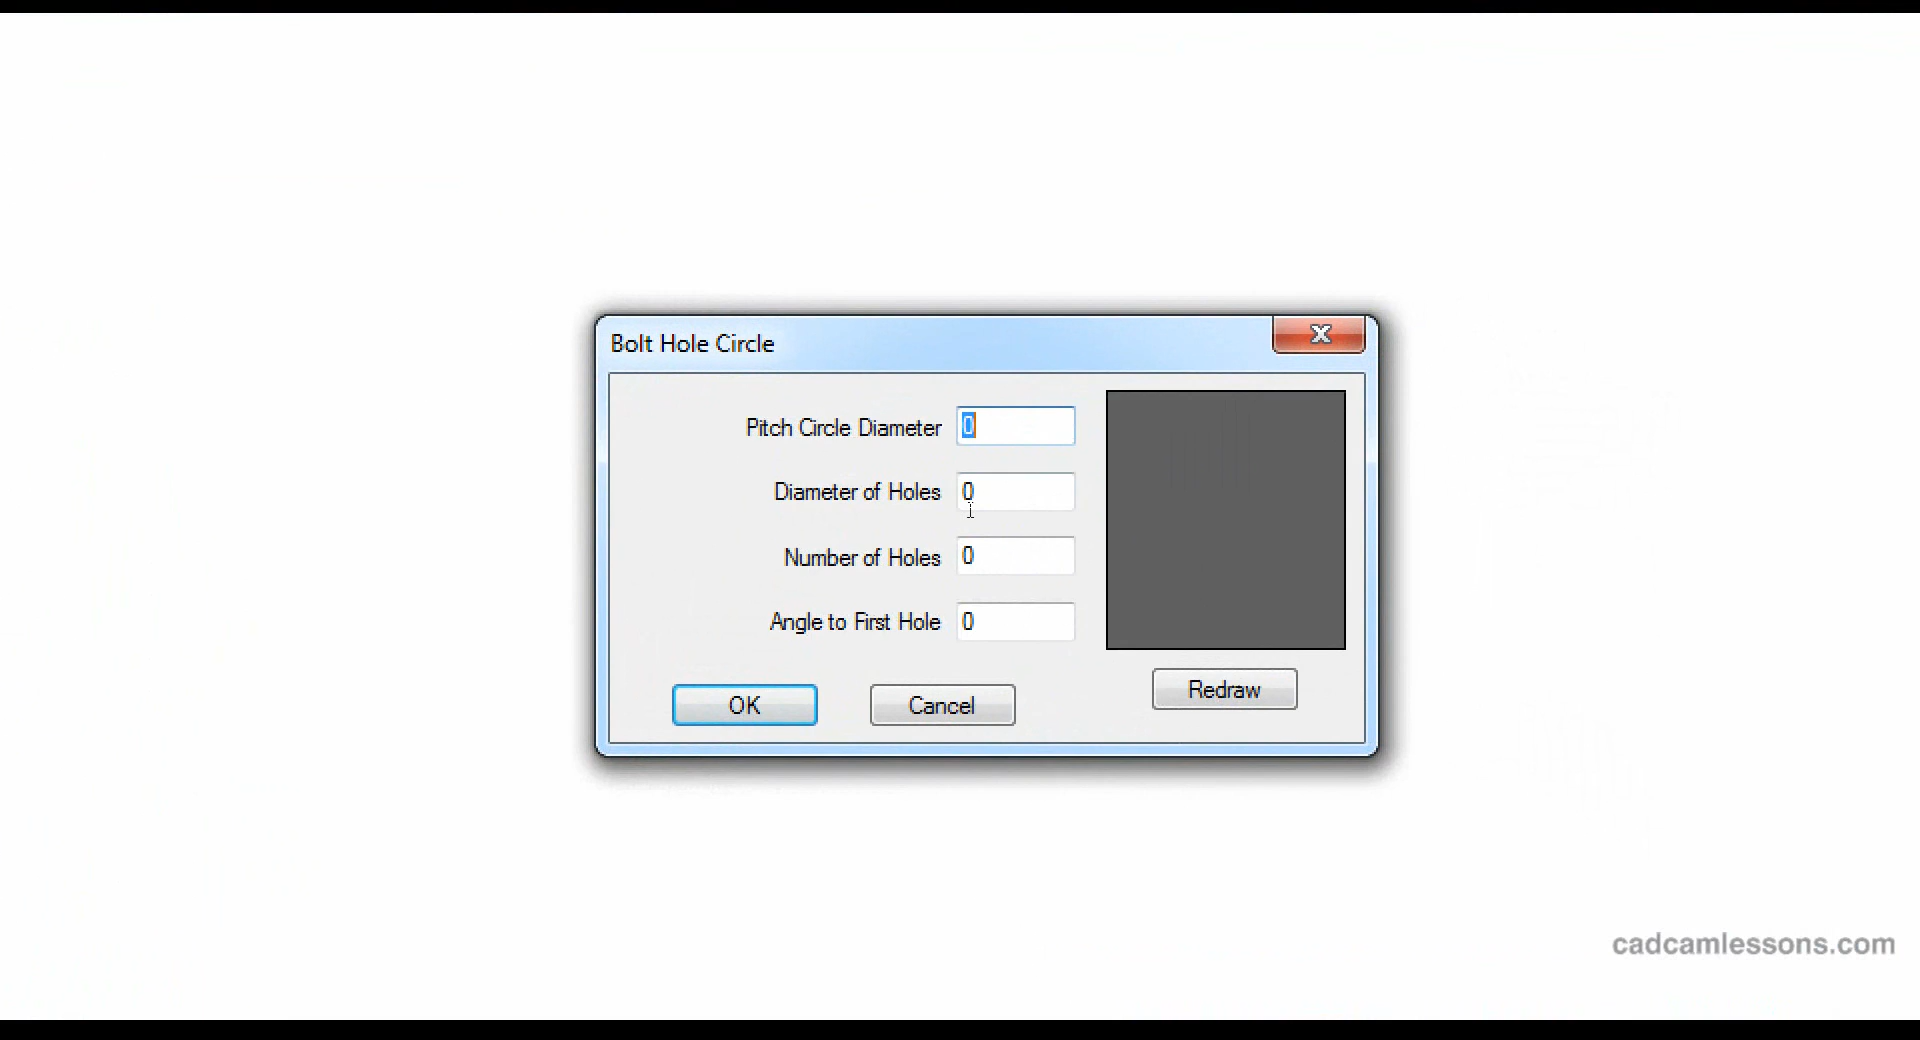 Bolt Hole Circle
X
Pitch Circle Diameter 0
Diameter of Holes 0
Number of Holes 0
Angle to First Hole 0
OK Cancel Redraw
cadcamlessons.com